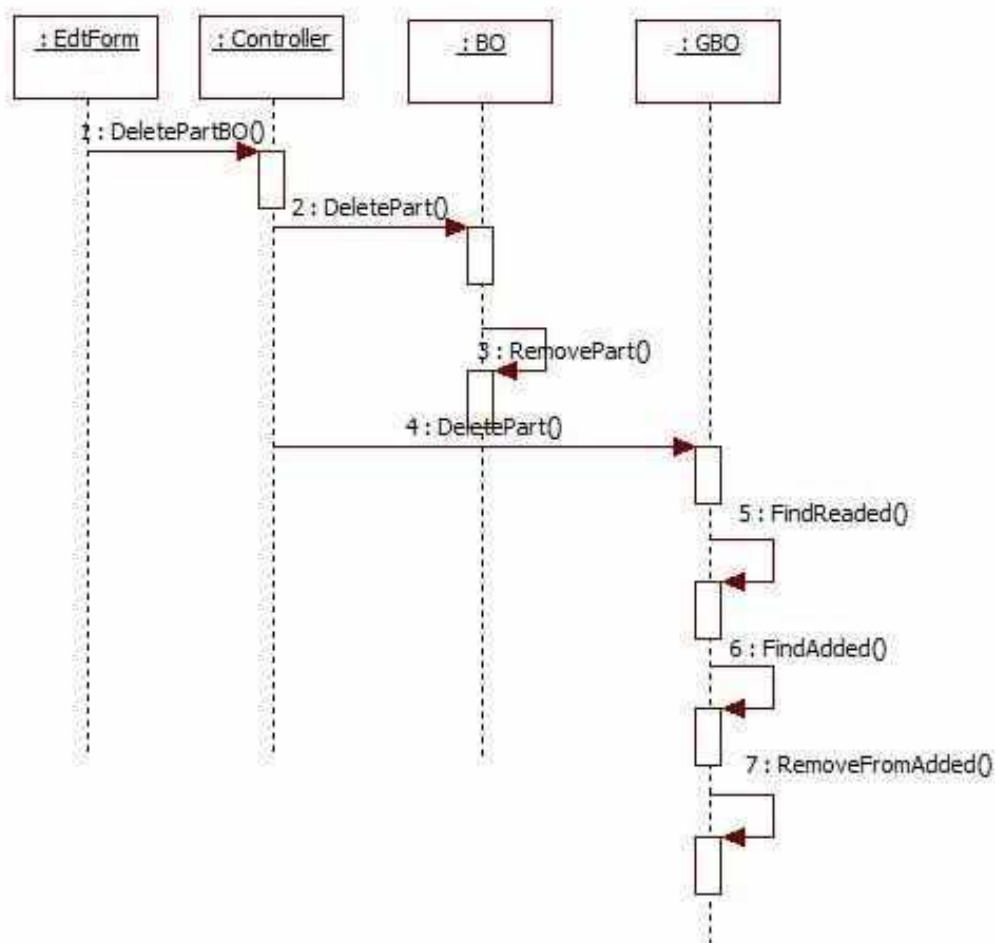 : EdtForm
: Controller
: BO
: GBO
1 : DeletePartBO()
2 : DeletePart()
3 : RemovePart()
4 : DeletePart()
5 : FindReaded()
6 : FindAdded()
7 : RemoveFromAdded()